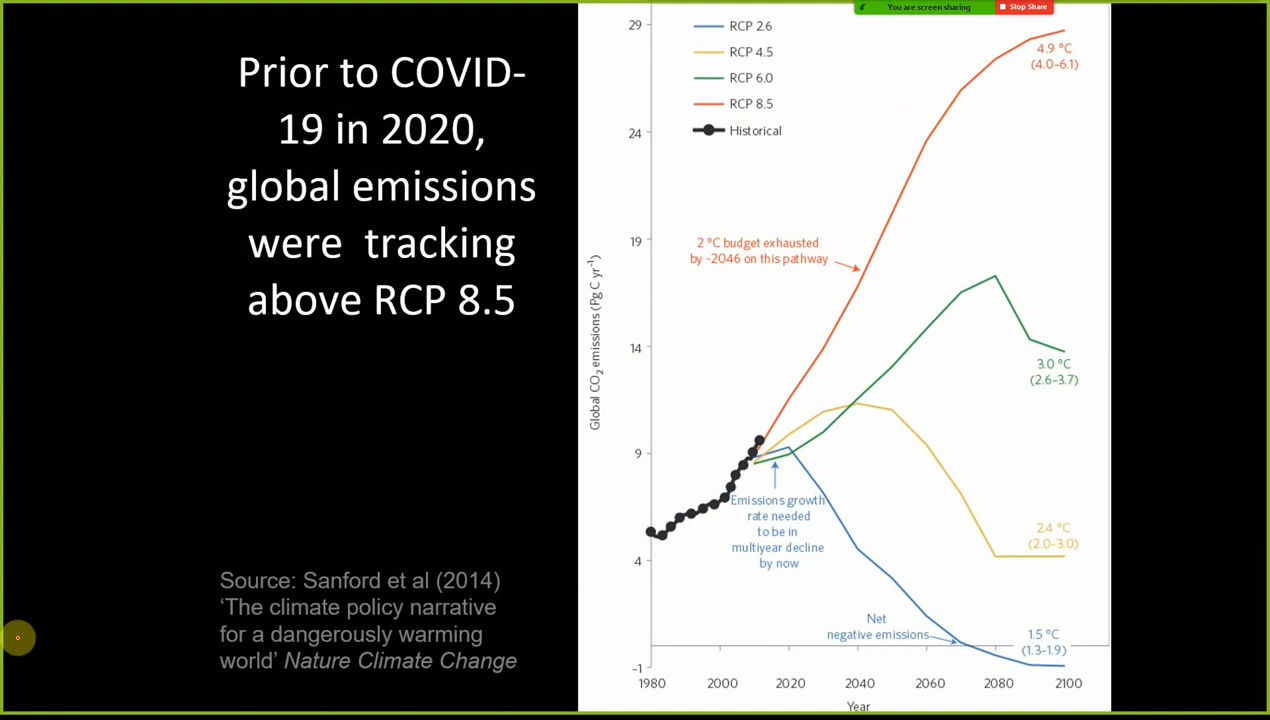 You are screen sharing
Stop Share
Prior to COVID-
19 in 2020,
global emissions
were tracking
above RCP 8.5
Source: Sanford et al (2014)
‘The climate policy narrative
for a dangerously warming
world’ Nature Climate Change
29
24
19
14
9
4
-1
Global CO₂ emissions (Pg C yr⁻¹)
RCP 2.6
RCP 4.5
RCP 6.0
RCP 8.5
Historical
4.9 °C
(4.0–6.1)
2 °C budget exhausted
by ~2046 on this pathway
3.0 °C
(2.6–3.7)
Emissions growth
rate needed
to be in
multiyear decline
by now
2.4 °C
(2.0–3.0)
Net
negative emissions
1.5 °C
(1.3–1.9)
1980 2000 2020 2040 2060 2080 2100
Year